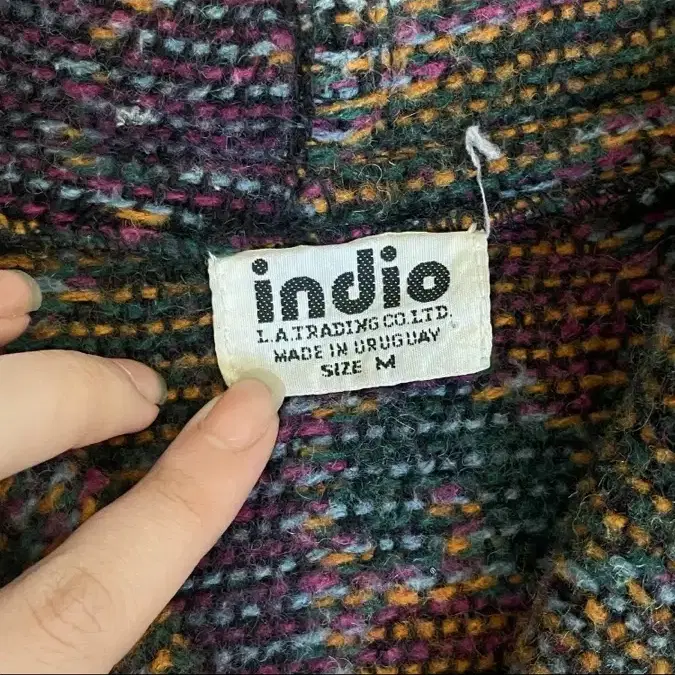 indio
L.A.TRADING CO.LTD.
MADE IN URUGUAY
SIZE M